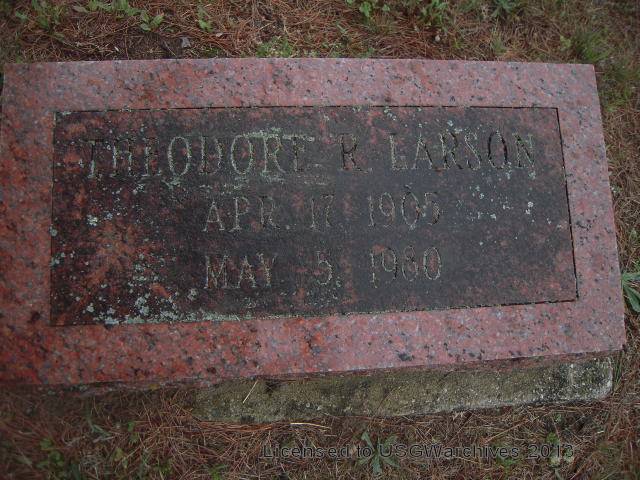 THEODORE R. LARSON
APR. 17 1905
MAY 5, 1980
Licensed to USGWarchives 2013